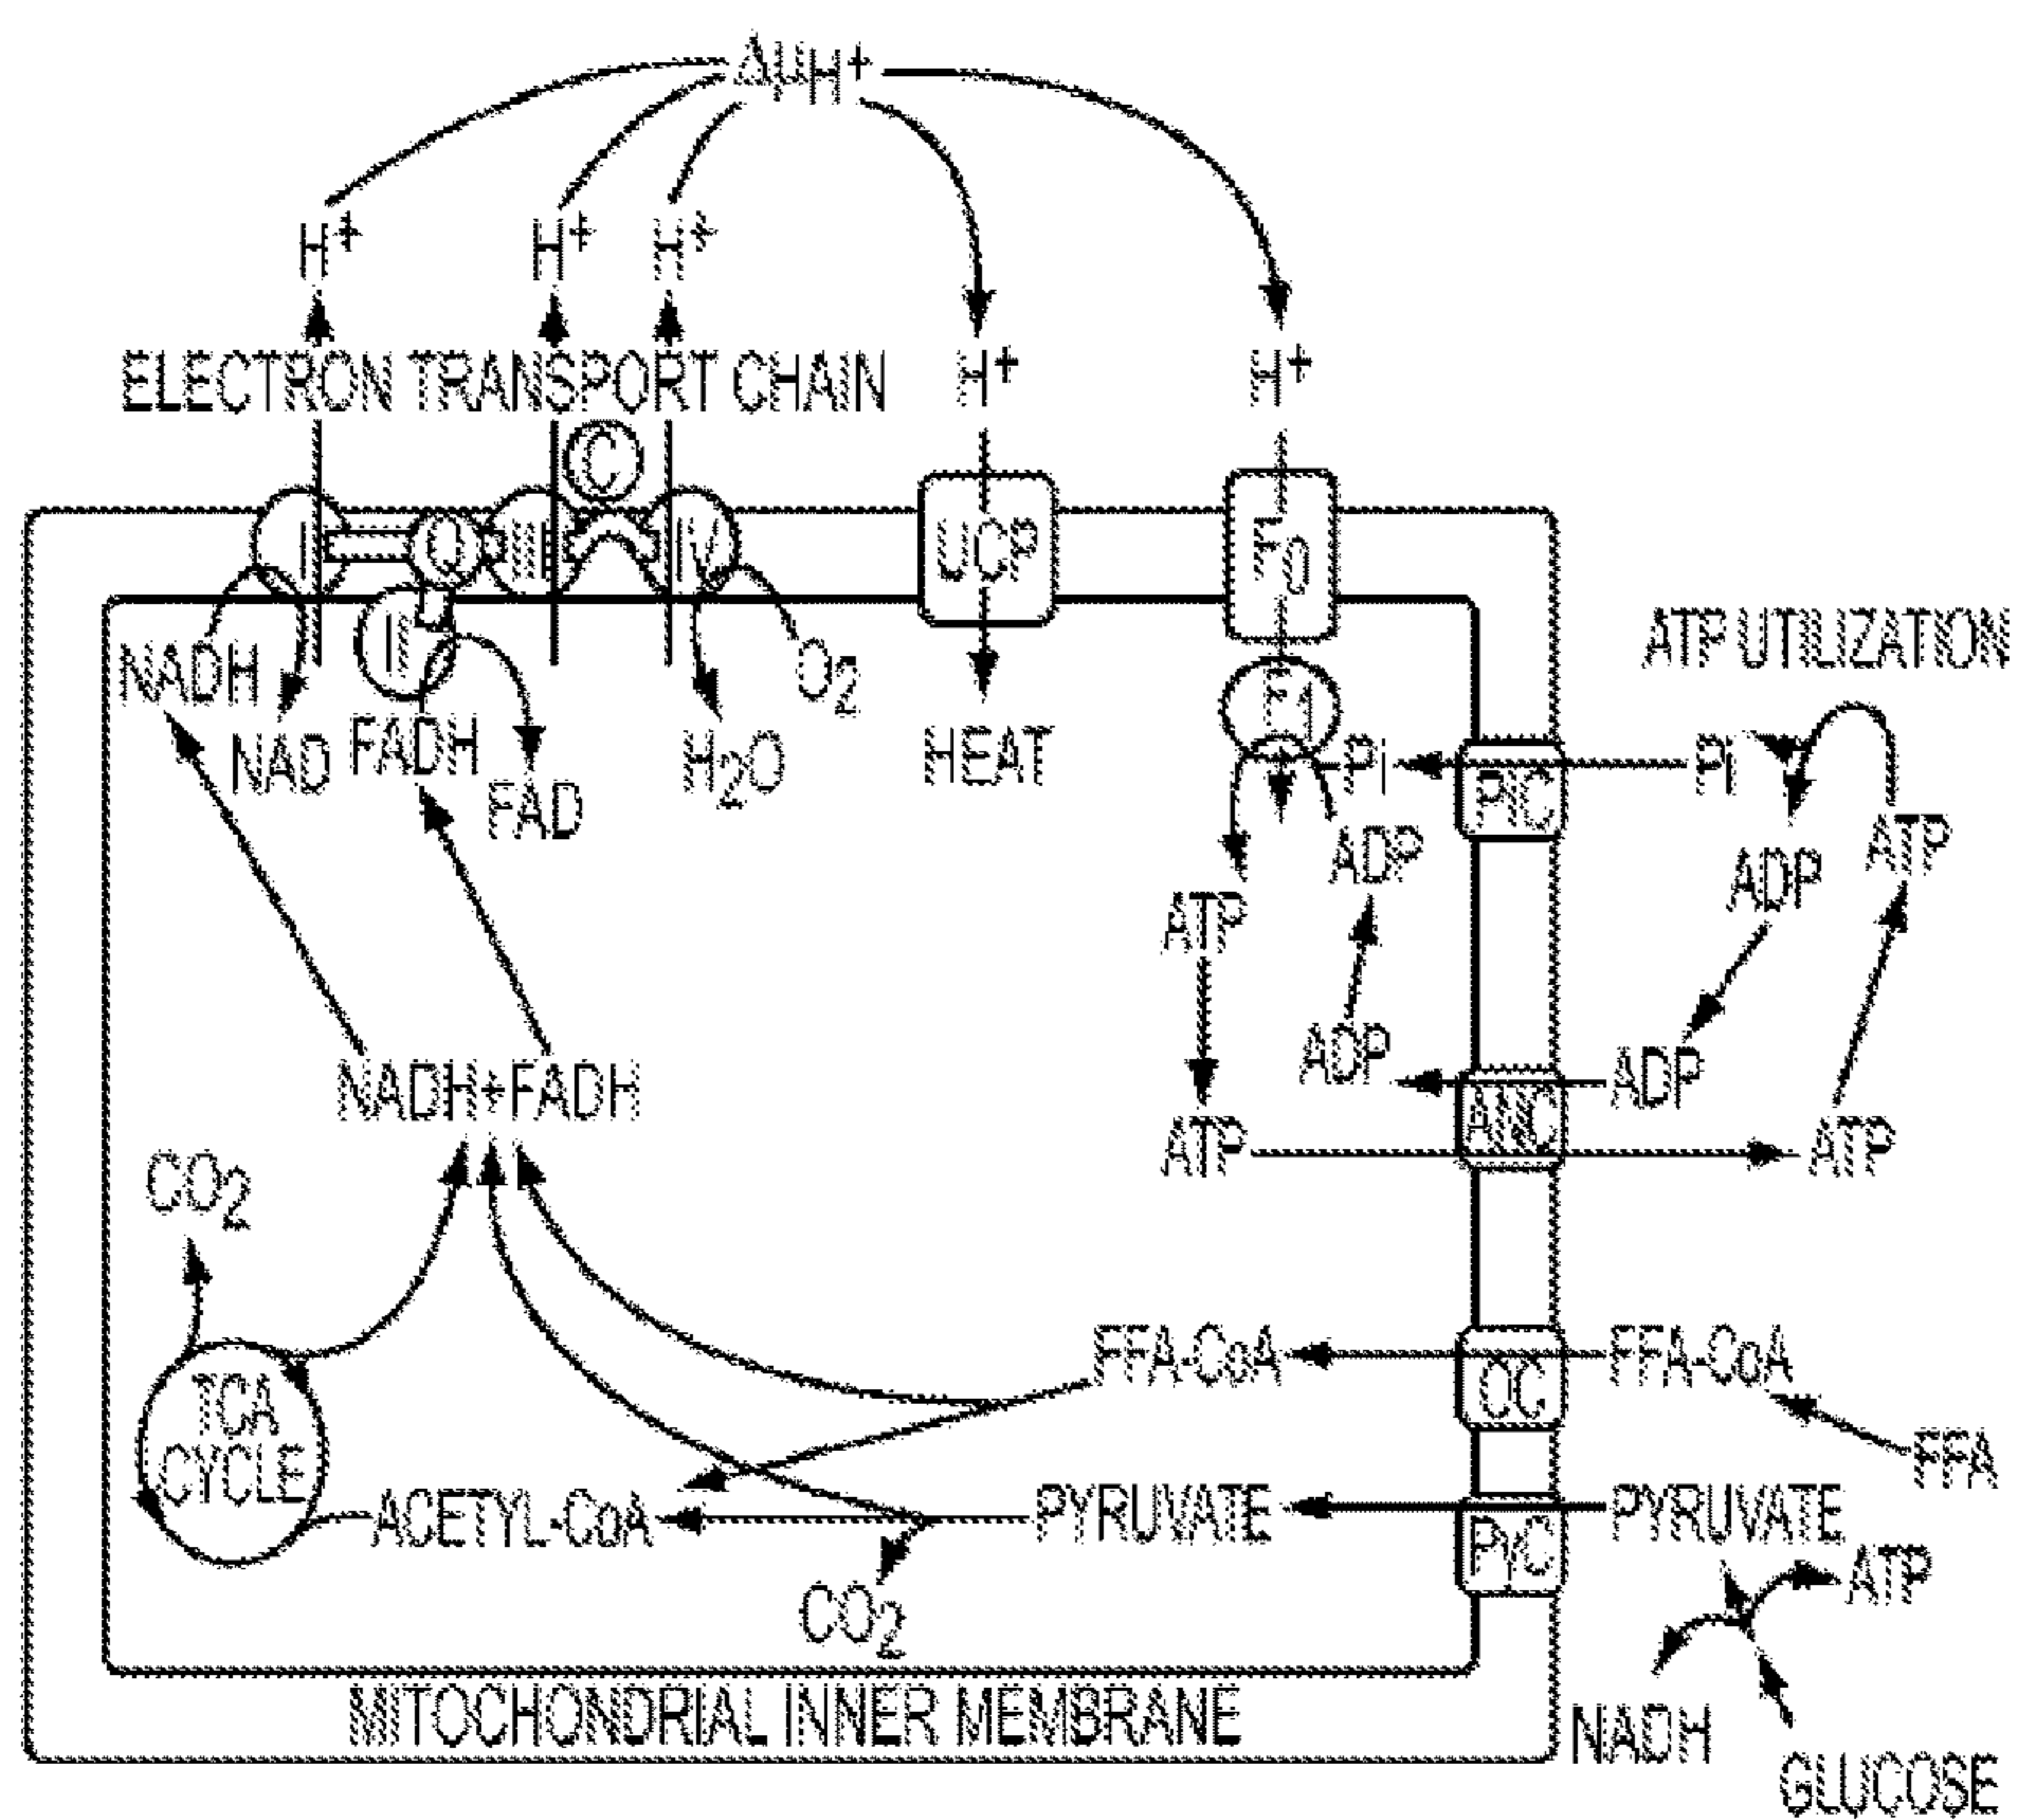 ΔμH+
H+ H+ H+
H+ H+
ELECTRON TRANSPORT CHAIN
C
I Q III IV
UCP
F0
II
NADH
NAD
FADH
FAD
H2O
O2
HEAT
F1
Pi
PIC
Pi
ATP UTILIZATION
ADP
ADP
ATP
ATP
ADP
ADP
ANC
ATP
ATP
NADH+FADH
CO2
TCA
CYCLE
FFA-CoA
CC
FFA-CoA
FFA
ACETYL-CoA
PYRUVATE
PYC
PYRUVATE
ATP
CO2
NADH
GLUCOSE
MITOCHONDRIAL INNER MEMBRANE